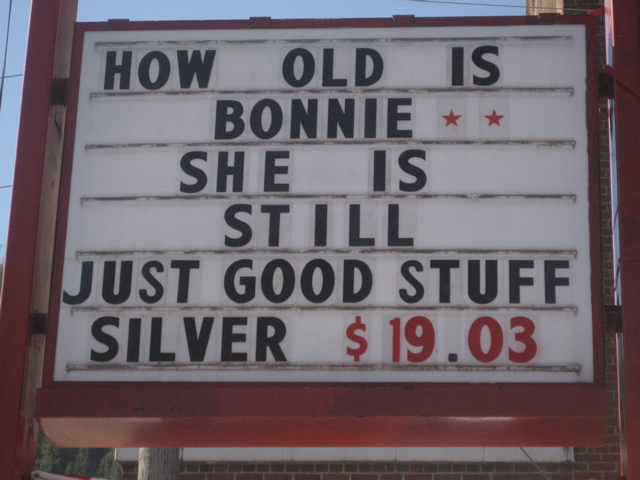 HOW OLD IS
BONNIE
SHE IS
STILL
JUST GOOD STUFF
SILVER $19.03